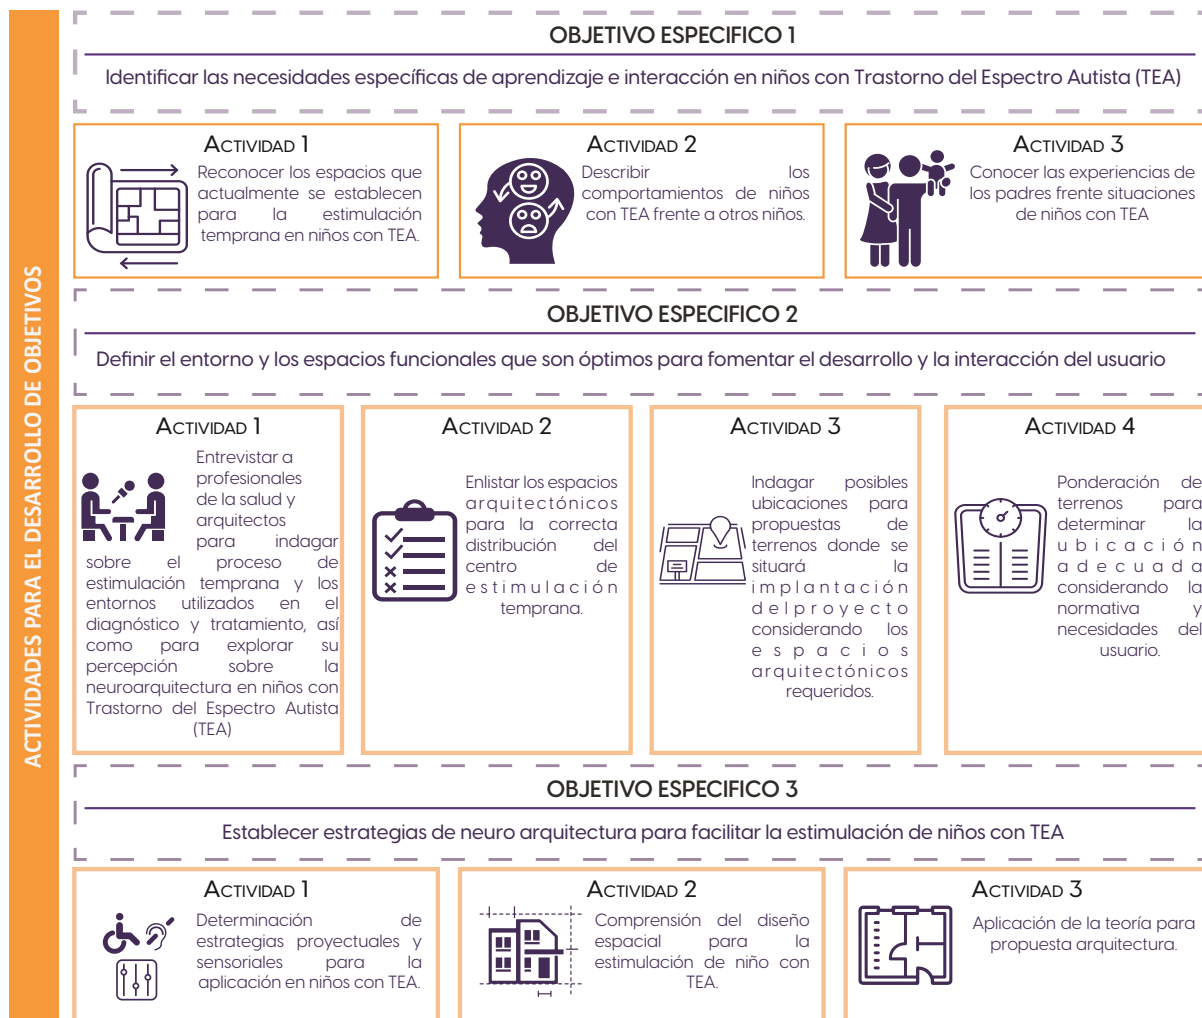 ACTIVIDADES PARA EL DESARROLLO DE OBJETIVOS
OBJETIVO ESPECIFICO 1
Identificar las necesidades específicas de aprendizaje e interacción en niños con Trastorno del Espectro Autista (TEA)
ACTIVIDAD 1
Reconocer los espacios que
actualmente se establecen
para la estimulación
temprana en niños con TEA.
ACTIVIDAD 2
Describir los
comportamientos de niños
con TEA frente a otros niños.
ACTIVIDAD 3
Conocer las experiencias de
los padres frente situaciones
de niños con TEA
OBJETIVO ESPECIFICO 2
Definir el entorno y los espacios funcionales que son óptimos para fomentar el desarrollo y la interacción del usuario
ACTIVIDAD 1
Entrevistar a
profesionales
de la salud y
arquitectos
para indagar
sobre el proceso de
estimulación temprana y los
entornos utilizados en el
diagnóstico y tratamiento, así
como para explorar su
percepción sobre la
neuroarquitectura en niños con
Trastorno del Espectro Autista
(TEA)
ACTIVIDAD 2
Enlistar los espacios
arquitectónicos
para la correcta
distribución del
centro de
estimulación
temprana.
ACTIVIDAD 3
Indagar posibles
ubicaciones para
propuestas de
terrenos donde se
situará la
implantación
delproyecto
considerando los
espacios
arquitectónicos
requeridos.
ACTIVIDAD 4
Ponderación de
terrenos para
determinar la
ubicación
adecuada
considerando la
normativa y
necesidades del
usuario.
OBJETIVO ESPECIFICO 3
Establecer estrategias de neuro arquitectura para facilitar la estimulación de niños con TEA
ACTIVIDAD 1
Determinación de
estrategias proyectuales y
sensoriales para la
aplicación en niños con TEA.
ACTIVIDAD 2
Comprensión del diseño
espacial para la
estimulación de niño con
TEA.
ACTIVIDAD 3
Aplicación de la teoría para
propuesta arquitectura.